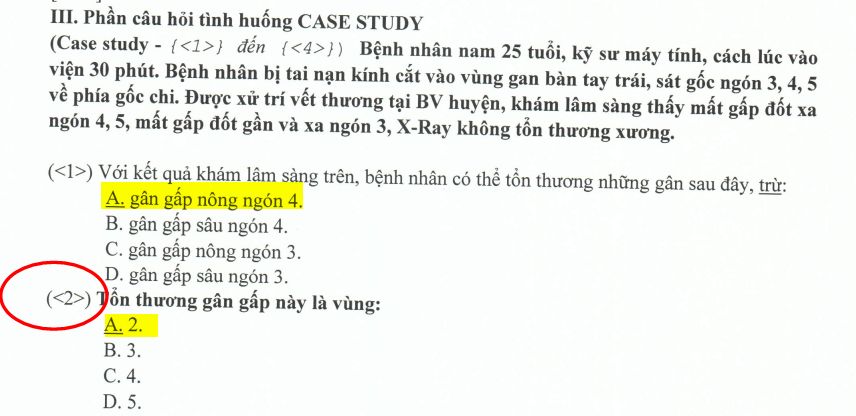 III. Phần câu hỏi tình huống CASE STUDY
(Case study - {<1>} đến {<4>}) Bệnh nhân nam 25 tuổi, kỹ sư máy tính, cách lúc vào
viện 30 phút. Bệnh nhân bị tai nạn kính cắt vào vùng gan bàn tay trái, sát gốc ngón 3, 4, 5
về phía gốc chi. Được xử trí vết thương tại BV huyện, khám lâm sàng thấy mất gấp đốt xa
ngón 4, 5, mất gấp đốt gần và xa ngón 3, X-Ray không tổn thương xương.
(<1>) Với kết quả khám lâm sàng trên, bệnh nhân có thể tổn thương những gân sau đây, trừ:
A. gân gấp nông ngón 4.
B. gân gấp sâu ngón 4.
C. gân gấp nông ngón 3.
D. gân gấp sâu ngón 3.
(<2>) Tổn thương gân gấp này là vùng:
A. 2.
B. 3.
C. 4.
D. 5.